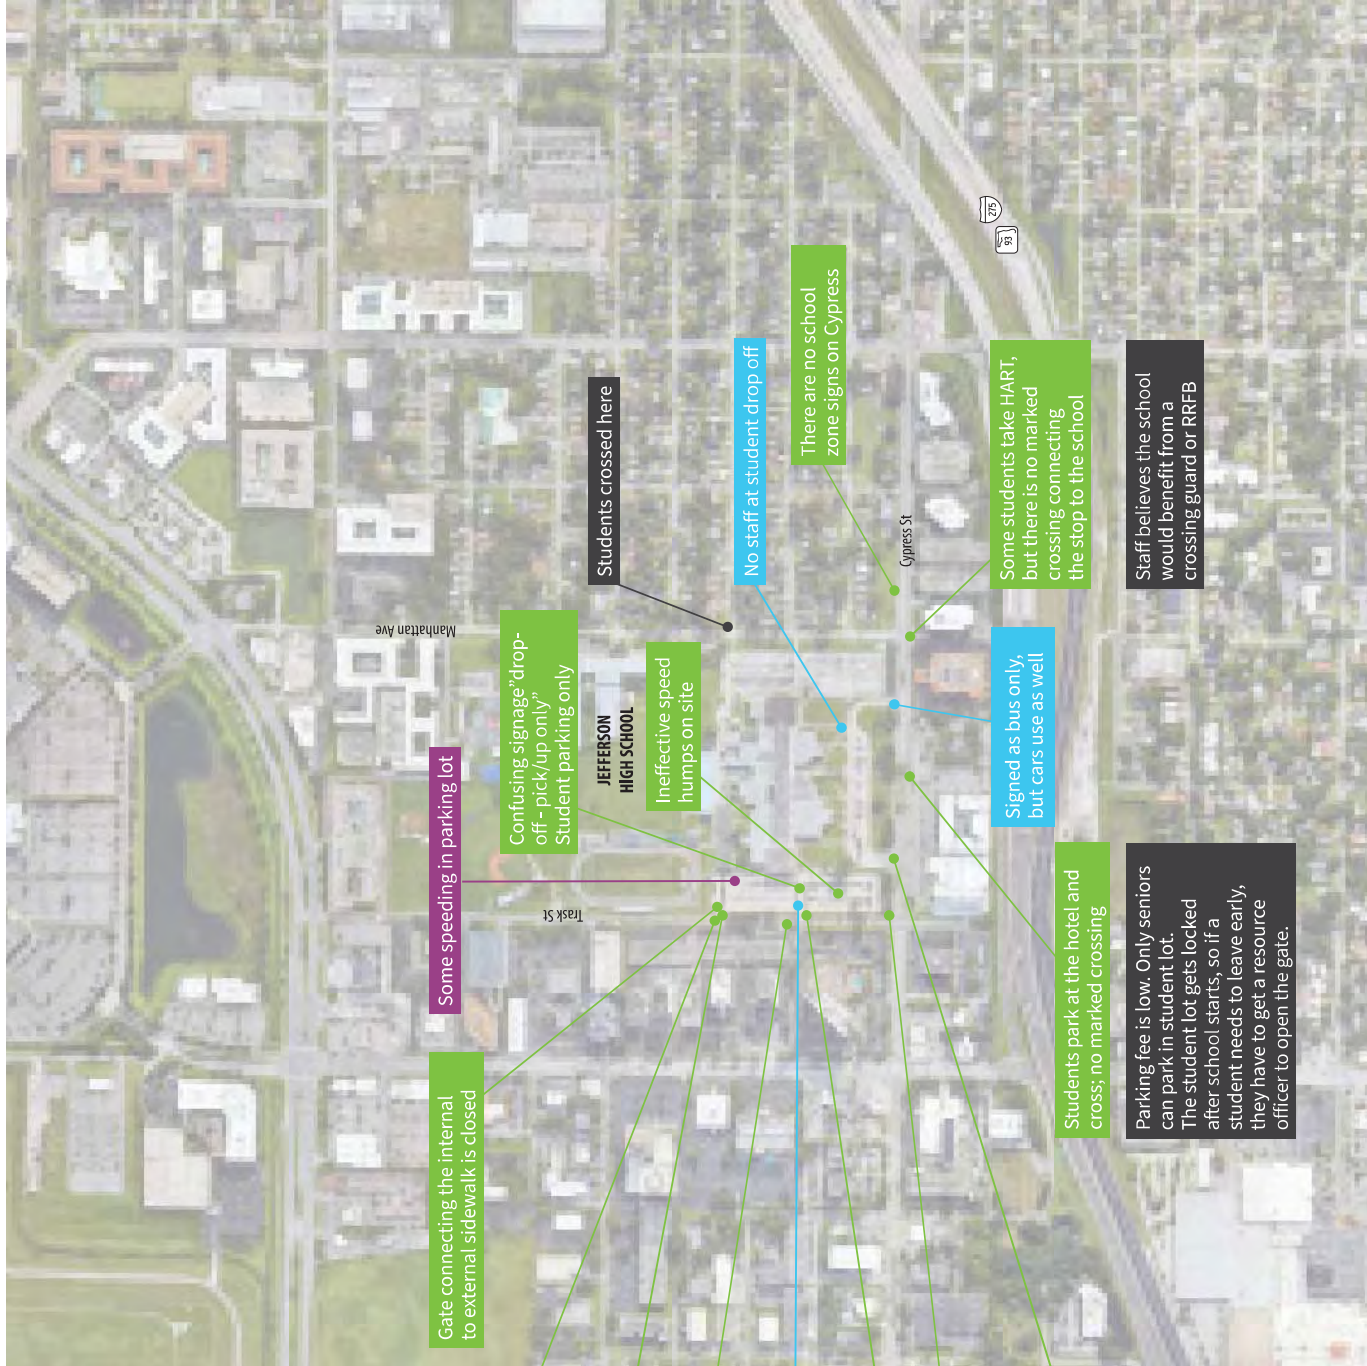 Gate connecting the internal
to external sidewalk is closed
Some speeding in parking lot
Confusing signage"drop-
off - pick/up only"
Student parking only
JEFFERSON
HIGH SCHOOL
Ineffective speed
humps on site
Students crossed here
No staff at student drop off
There are no school
zone signs on Cypress
Manhattan Ave
Trask St
Cypress St
275
93
Some students take HART,
but there is no marked
crossing connecting
the stop to the school
Signed as bus only,
but cars use as well
Students park at the hotel and
cross; no marked crossing
Parking fee is low. Only seniors
can park in student lot.
The student lot gets locked
after school starts, so if a
student needs to leave early,
they have to get a resource
officer to open the gate.
Staff believes the school
would benefit from a
crossing guard or RRFB